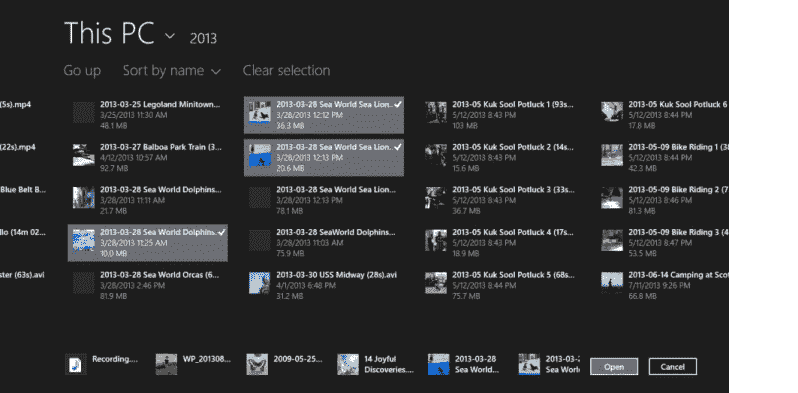 This PC 2013
Go up Sort by name Clear selection
(5s).mp4
(22s).mp4
Blue Belt B...
llo (14m 02...
ster (63s).avi
2013-03-25 Legoland Minitown...
3/25/2013 11:30 AM
48.1 MB
2013-03-27 Balboa Park Train (3...
4/12/2013 10:57 AM
92.7 MB
2013-03-28 Sea World Dolphins...
3/28/2013 11:11 AM
21.7 MB
2013-03-28 Sea World Dolphins...
3/28/2013 11:25 AM
10.0 MB
2013-03-28 Sea World Orcas (6...
3/28/2013 2:46 PM
81.9 MB
2013-03-28 Sea World Sea Lion...
3/28/2013 12:12 PM
36.3 MB
2013-03-28 Sea World Sea Lion...
3/28/2013 12:13 PM
20.6 MB
2013-03-28 Sea World Sea Lion...
3/28/2013 12:13 PM
78.1 MB
2013-03-28 SeaWorld Dolphins...
3/28/2013 11:03 AM
75.9 MB
2013-03-30 USS Midway (28s).avi
4/1/2013 6:48 PM
31.2 MB
2013-05 Kuk Sool Potluck 1 (93s...
5/12/2013 8:43 PM
103 MB
2013-05 Kuk Sool Potluck 2 (14s...
5/12/2013 8:43 PM
15.6 MB
2013-05 Kuk Sool Potluck 3 (33s...
5/12/2013 8:43 PM
36.7 MB
2013-05 Kuk Sool Potluck 4 (17s...
5/12/2013 8:43 PM
18.9 MB
2013-05 Kuk Sool Potluck 5 (68s...
5/12/2013 8:44 PM
75.7 MB
2013-05 Kuk Sool Potluck 6
5/12/2013 8:44 PM
17.8 MB
2013-05-09 Bike Riding 1 (3
5/12/2013 8:44 PM
42.3 MB
2013-05-09 Bike Riding 2 (7
5/12/2013 8:46 PM
81.3 MB
2013-05-09 Bike Riding 3 (4
5/12/2013 8:47 PM
53.5 MB
2013-06-14 Camping at Scot
7/11/2013 9:26 PM
66.8 MB
Recording....
WP_201308...
2009-05-25...
14 Joyful
Discoveries....
2013-03-28
Sea World...
2013-03-2
Sea Worl
Open Cancel